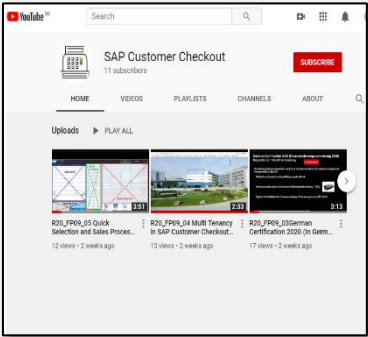 YouTube
Search
SAP Customer Checkout
11 subscribers
SUBSCRIBE
HOME VIDEOS PLAYLISTS CHANNELS ABOUT
Uploads PLAY ALL
3:51 2:33 3:13
R20_FP09_05 Quick R20_FP09_04 Multi Tenancy R20_FP09_03German
Selection and Sales Proces... in SAP Customer Checkout... Certification 2020 (in Germ...
12 views • 2 weeks ago 13 views • 2 weeks ago 17 views • 2 weeks ago